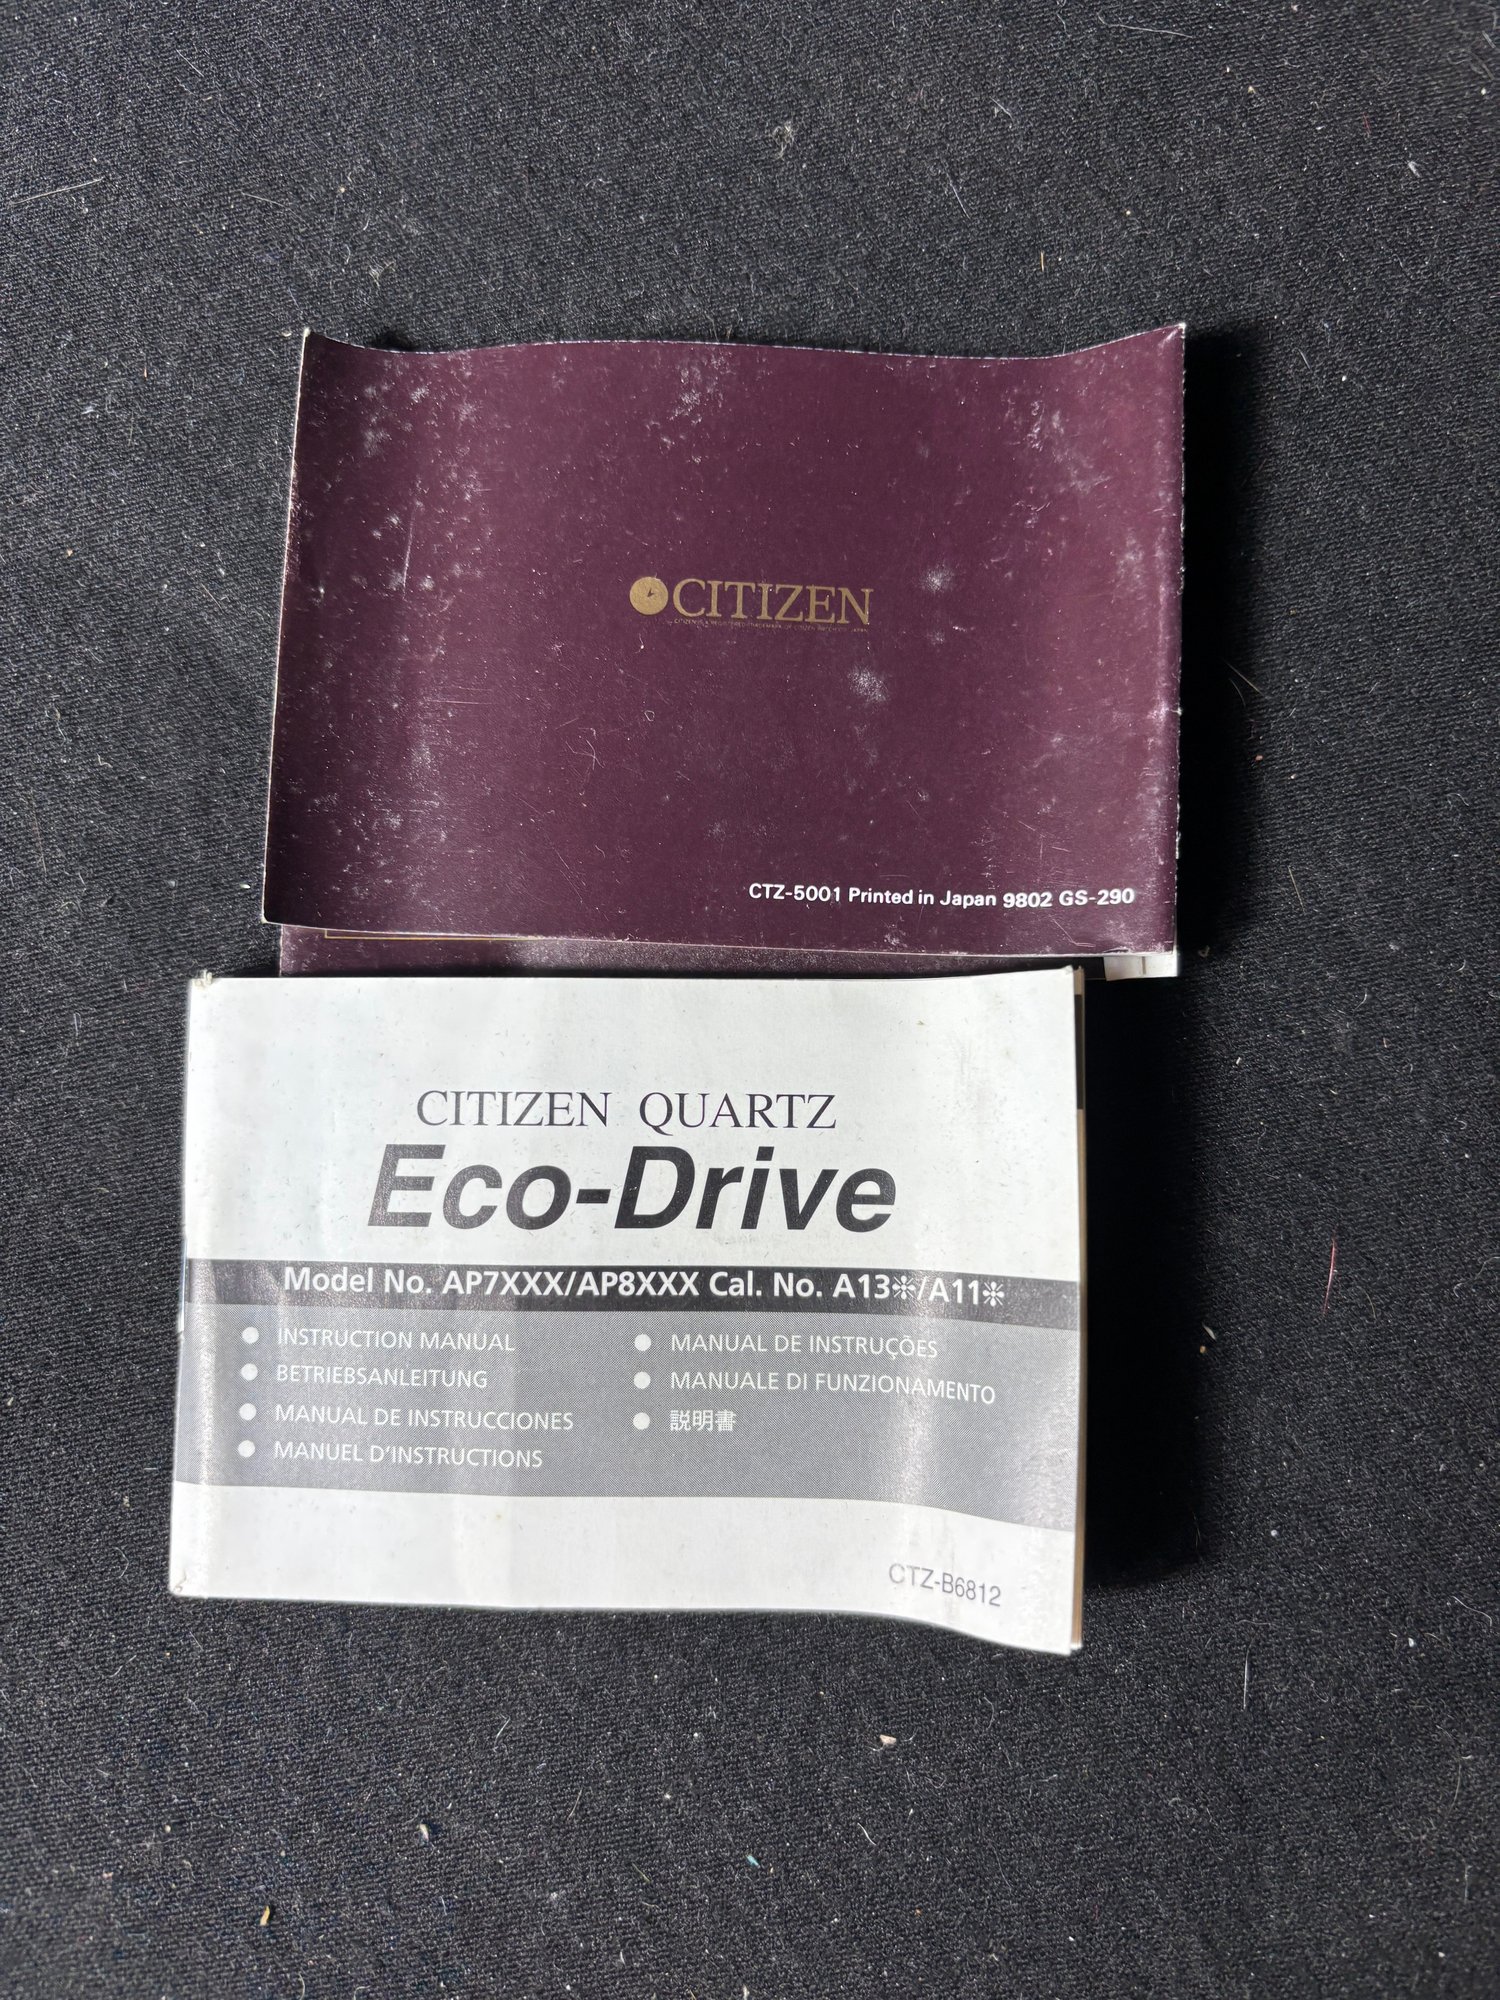 CITIZEN
CTZ-5001 Printed in Japan 9802 GS-290
CITIZEN QUARTZ
Eco-Drive
Model No. AP7XXX/AP8XXX Cal. No. A13❉/A11❉
● INSTRUCTION MANUAL
● BETRIEBSANLEITUNG
● MANUAL DE INSTRUCCIONES
● MANUEL D'INSTRUCTIONS
● MANUAL DE INSTRUÇÕES
● MANUALE DI FUNZIONAMENTO
● 説明書
CTZ-B6812